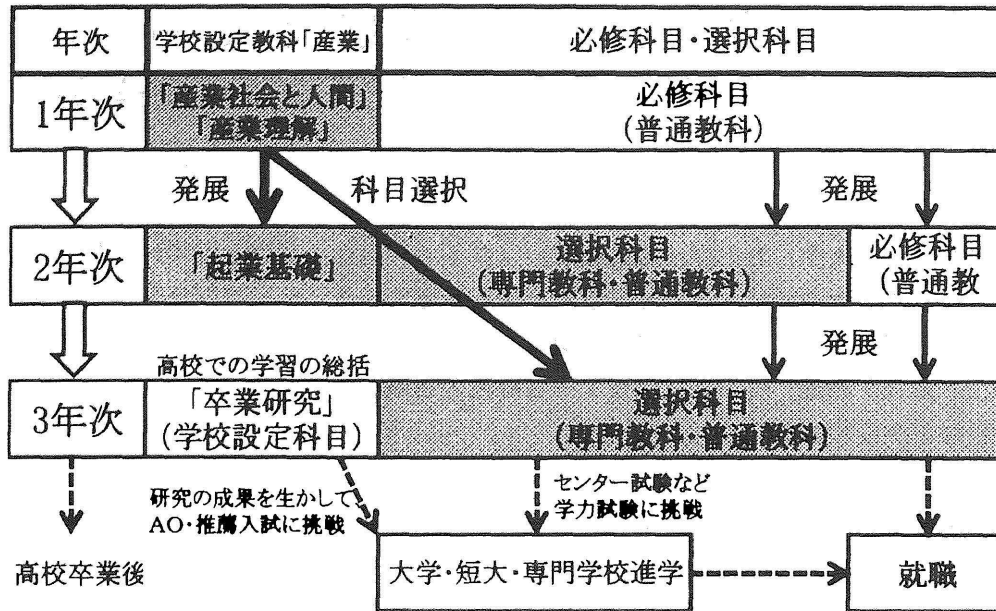 年次
学校設定教科「産業」
必修科目・選択科目
1年次
「産業社会と人間」
「産業理解」
必修科目
(普通教科)
発展
科目選択
発展
2年次
「起業基礎」
選択科目
(専門教科・普通教科)
必修科目
(普通教
発展
高校での学習の総括
3年次
「卒業研究」
(学校設定科目)
選択科目
(専門教科・普通教科)
研究の成果を生かして
AO・推薦入試に挑戦
センター試験など
学力試験に挑戦
高校卒業後
大学・短大・専門学校進学
就職